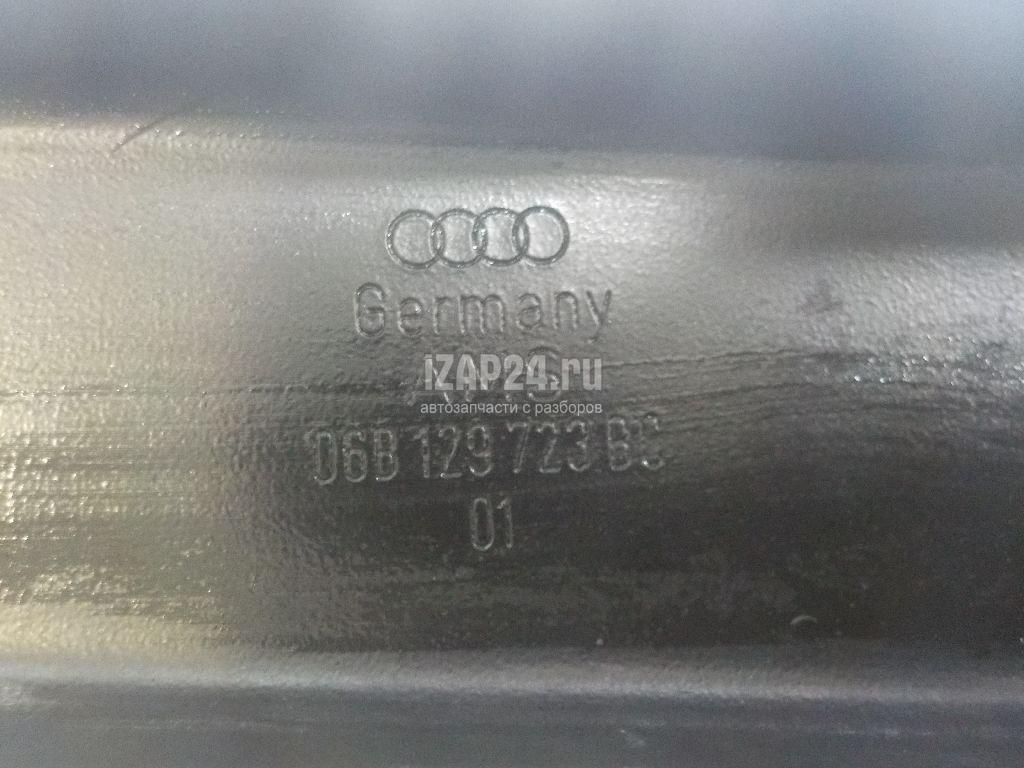 Germany
iZAP24.ru
автозапчасти с разборов
06B 129 723 BC
01